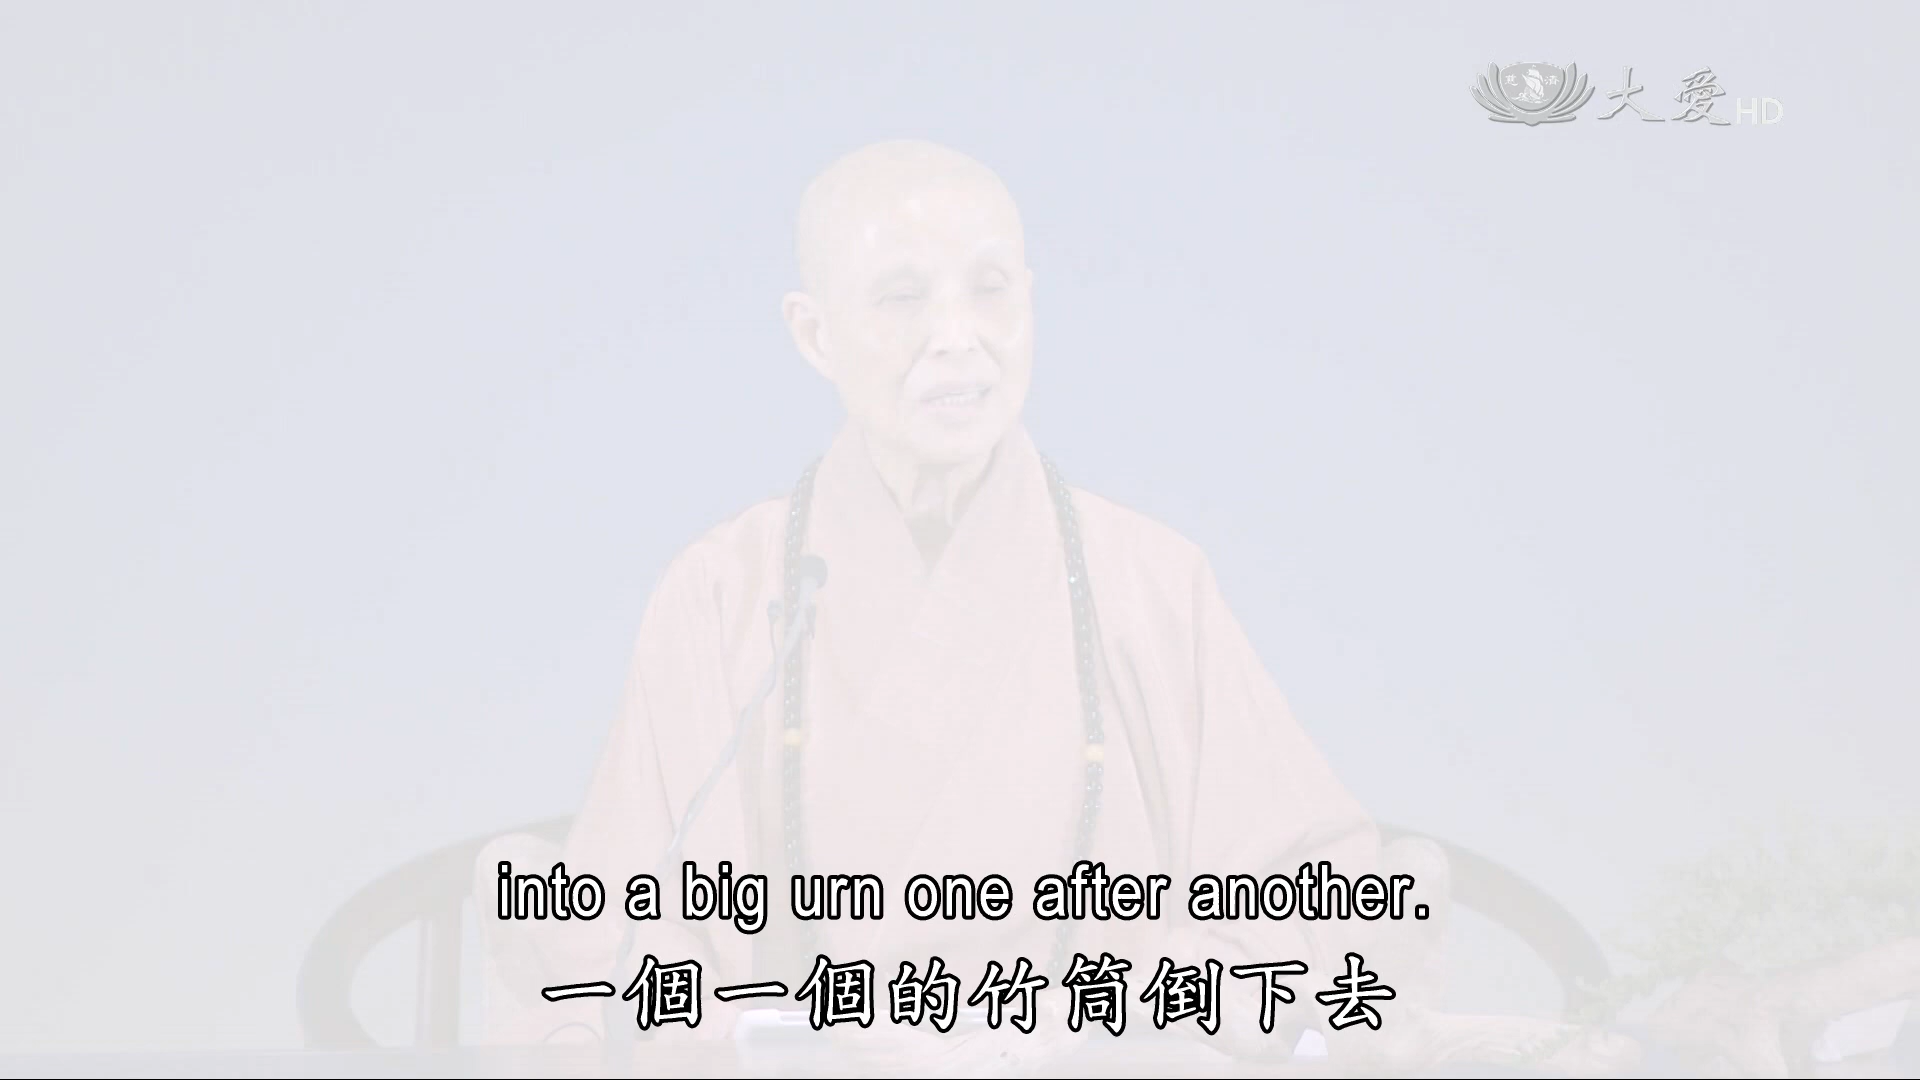 大愛HD
into a big urn one after another.
一個一個的竹筒倒下去